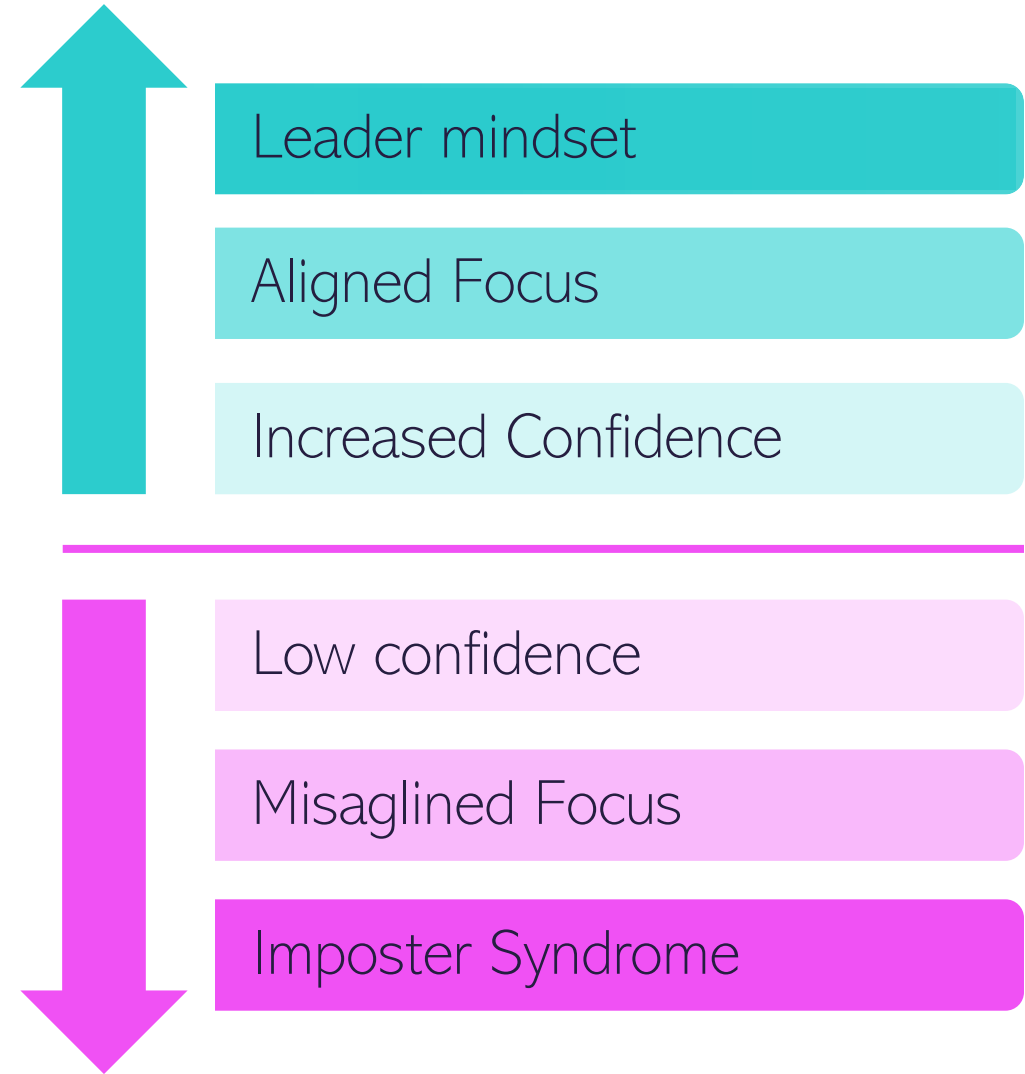 Leader mindset
Aligned Focus
Increased Confidence
Low confidence
Misaglined Focus
Imposter Syndrome